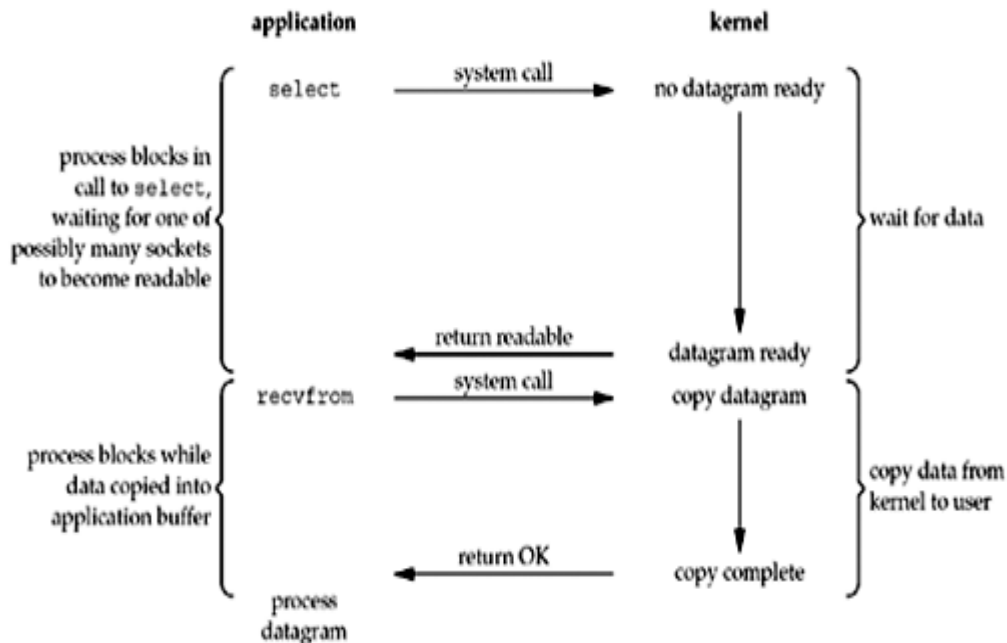 application kernel
select system call no datagram ready
process blocks in
call to select,
waiting for one of
possibly many sockets
to become readable
wait for data
return readable datagram ready
recvfrom system call copy datagram
process blocks while
data copied into
application buffer
copy data from
kernel to user
return OK copy complete
process
datagram